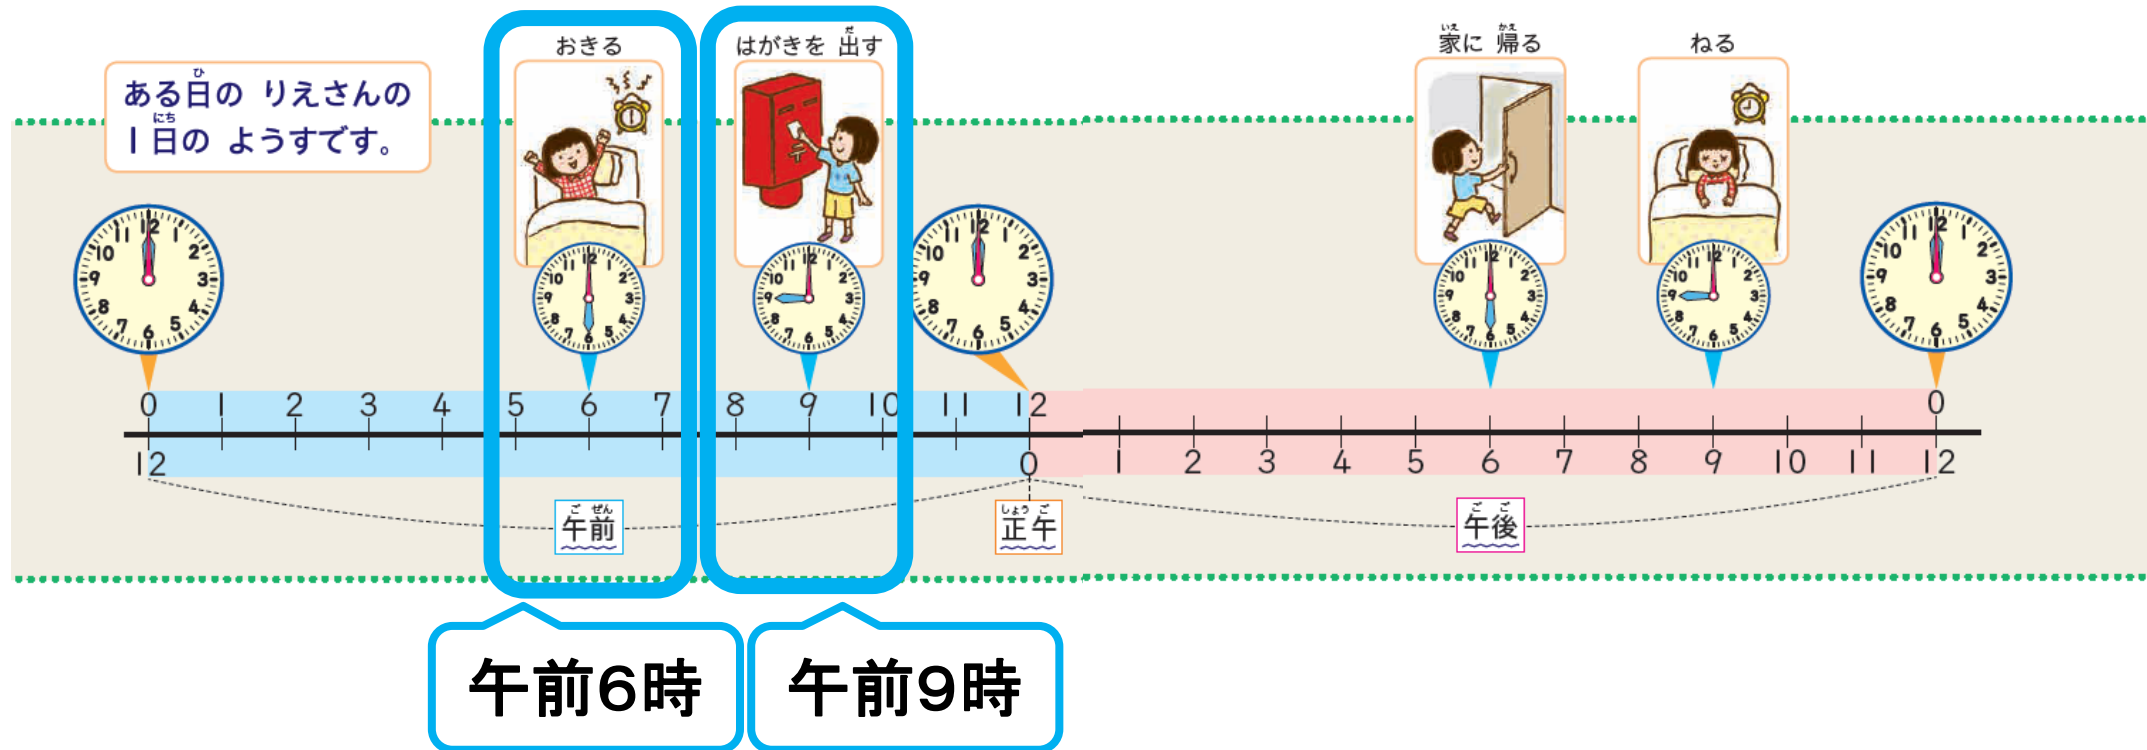 ある日の りえさんの
1日の ようすです。
おきる
はがきを 出す
家に 帰る
ねる
0 1 2 3 4 5 6 7 8 9 10 11 12
12
0 1 2 3 4 5 6 7 8 9 10 11 12
0
午前
正午
午後
午前6時
午前9時